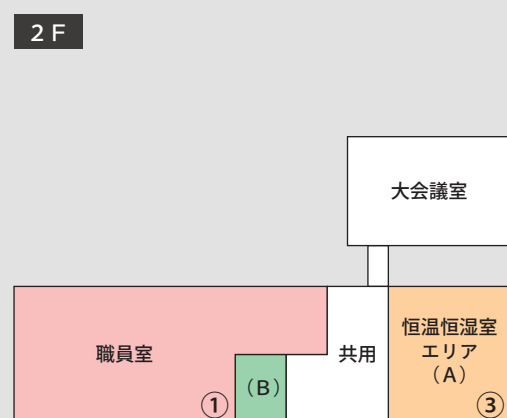 ２Ｆ
大会議室
職員室
（B）
①
共用
恒温恒湿室
エリア
（A）
③